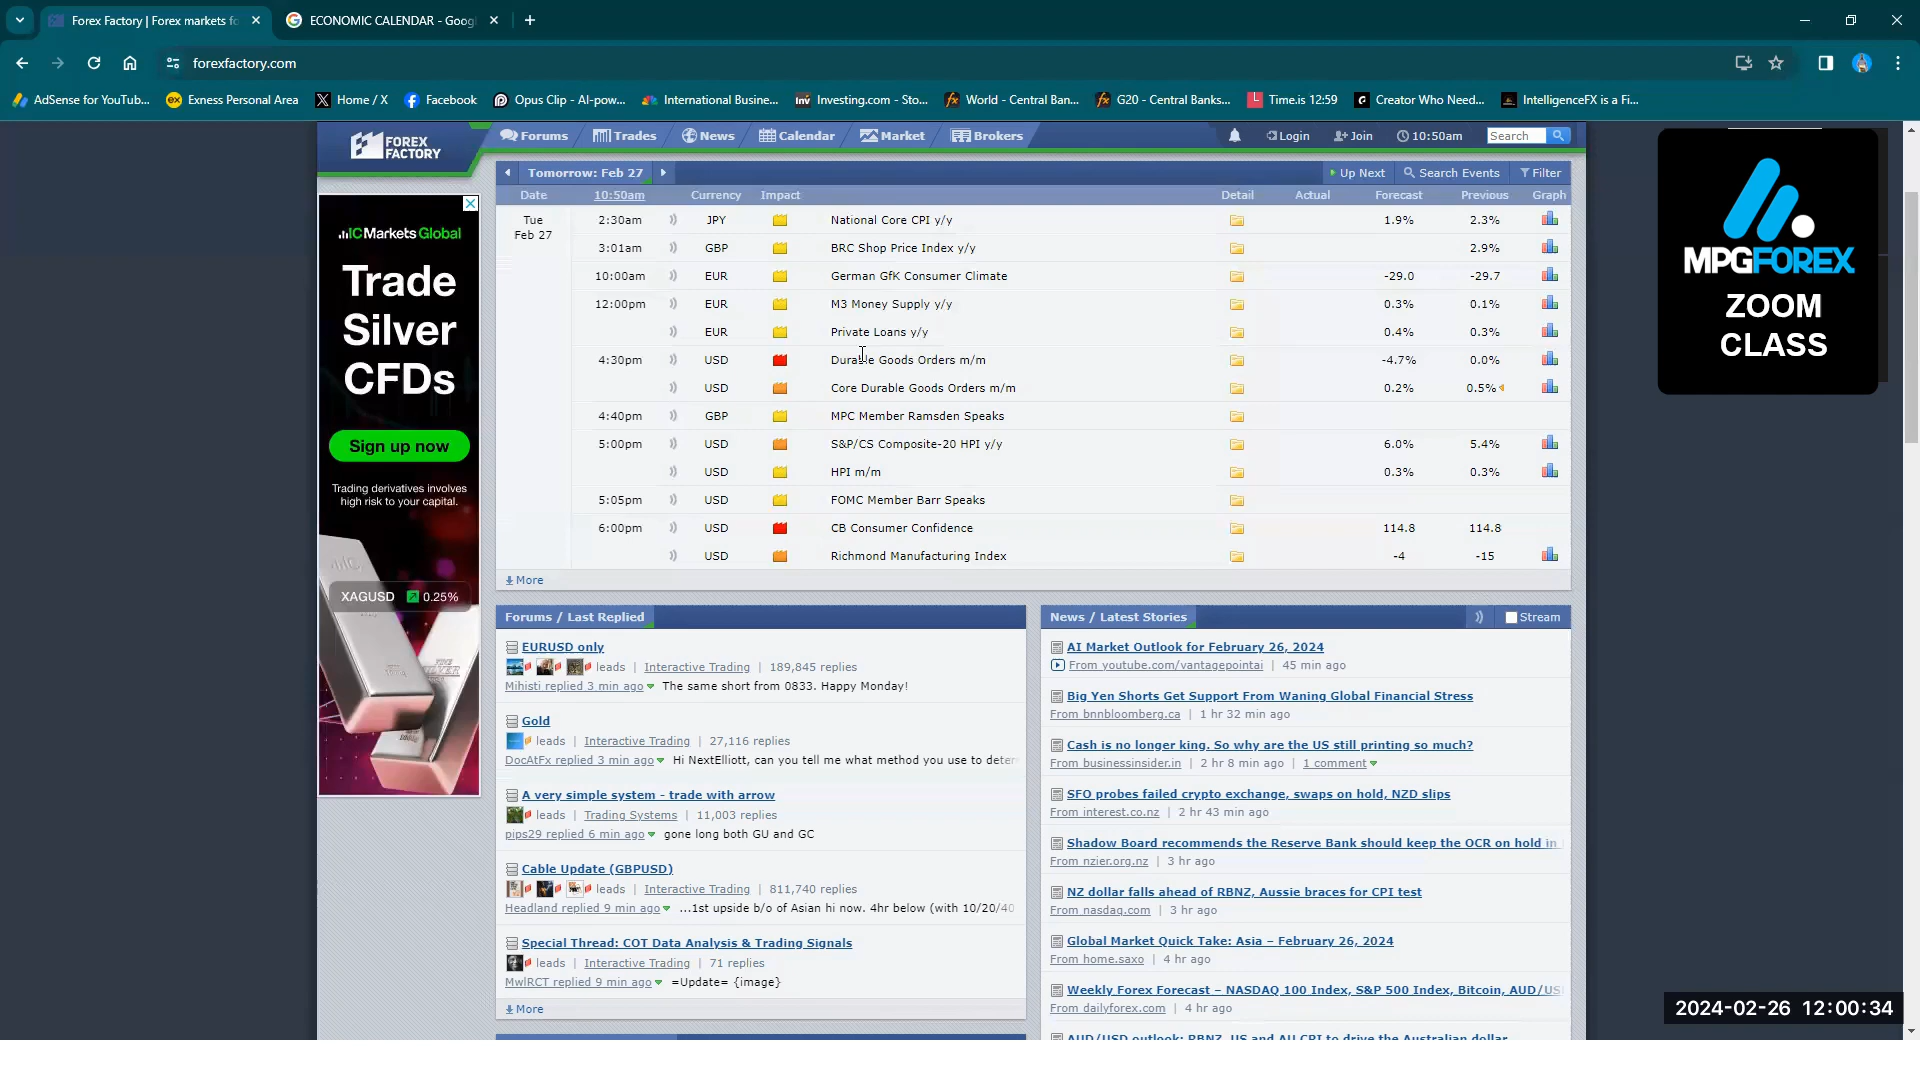 Forex Factory | Forex markets fo
ECONOMIC CALENDAR - Goog
forexfactory.com
AdSense for YouTub...
Exness Personal Area
Home / X
Facebook
Opus Clip - AI-pow...
International Busine...
Investing.com - Sto...
World - Central Ban...
G20 - Central Banks...
Time.is 12:59
Creator Who Need...
IntelligenceFX is a Fi...
FOREX FACTORY
Forums
Trades
News
Calendar
Market
Brokers
Login
Join
10:50am
Search
Tomorrow: Feb 27
Up Next
Search Events
Filter
Date 10:50am Currency Impact Detail Actual Forecast Previous Graph
Tue 2:30am JPY National Core CPI y/y 1.9% 2.3%
Feb 27
3:01am GBP BRC Shop Price Index y/y 2.9%
10:00am EUR German GfK Consumer Climate -29.0 -29.7
12:00pm EUR M3 Money Supply y/y 0.3% 0.1%
EUR Private Loans y/y 0.4% 0.3%
4:30pm USD Durable Goods Orders m/m -4.7% 0.0%
USD Core Durable Goods Orders m/m 0.2% 0.5%
4:40pm GBP MPC Member Ramsden Speaks
5:00pm USD S&P/CS Composite-20 HPI y/y 6.0% 5.4%
USD HPI m/m 0.3% 0.3%
5:05pm USD FOMC Member Barr Speaks
6:00pm USD CB Consumer Confidence 114.8 114.8
USD Richmond Manufacturing Index -4 -15
More
ICMarkets Global
Trade
Silver
CFDs
Sign up now
Trading derivatives involves
high risk to your capital.
XAGUSD 0.25%
Forums / Last Replied
EURUSD only
leads | Interactive Trading | 189,845 replies
Mihisti replied 3 min ago The same short from 0833. Happy Monday!
Gold
leads | Interactive Trading | 27,116 replies
DocAtFx replied 3 min ago Hi NextElliott, can you tell me what method you use to deter
A very simple system - trade with arrow
leads | Trading Systems | 11,003 replies
pips29 replied 6 min ago gone long both GU and GC
Cable Update (GBPUSD)
leads | Interactive Trading | 811,740 replies
Headland replied 9 min ago ...1st upside b/o of Asian hi now. 4hr below (with 10/20/40
Special Thread: COT Data Analysis & Trading Signals
leads | Interactive Trading | 71 replies
MwlRCT replied 9 min ago =Update= {image}
More
News / Latest Stories
Stream
AI Market Outlook for February 26, 2024
From youtube.com/vantagepointai | 45 min ago
Big Yen Shorts Get Support From Waning Global Financial Stress
From bnnbloomberg.ca | 1 hr 32 min ago
Cash is no longer king. So why are the US still printing so much?
From businessinsider.in | 2 hr 8 min ago | 1 comment
SFO probes failed crypto exchange, swaps on hold, NZD slips
From interest.co.nz | 2 hr 43 min ago
Shadow Board recommends the Reserve Bank should keep the OCR on hold in
From nzier.org.nz | 3 hr ago
NZ dollar falls ahead of RBNZ, Aussie braces for CPI test
From nasdaq.com | 3 hr ago
Global Market Quick Take: Asia – February 26, 2024
From home.saxo | 4 hr ago
Weekly Forex Forecast – NASDAQ 100 Index, S&P 500 Index, Bitcoin, AUD/US
From dailyforex.com | 4 hr ago
AUD/USD outlook: RBNZ, US and AU CPI to drive the Australian dollar
MPGFOREX
ZOOM
CLASS
2024-02-26 12:00:34